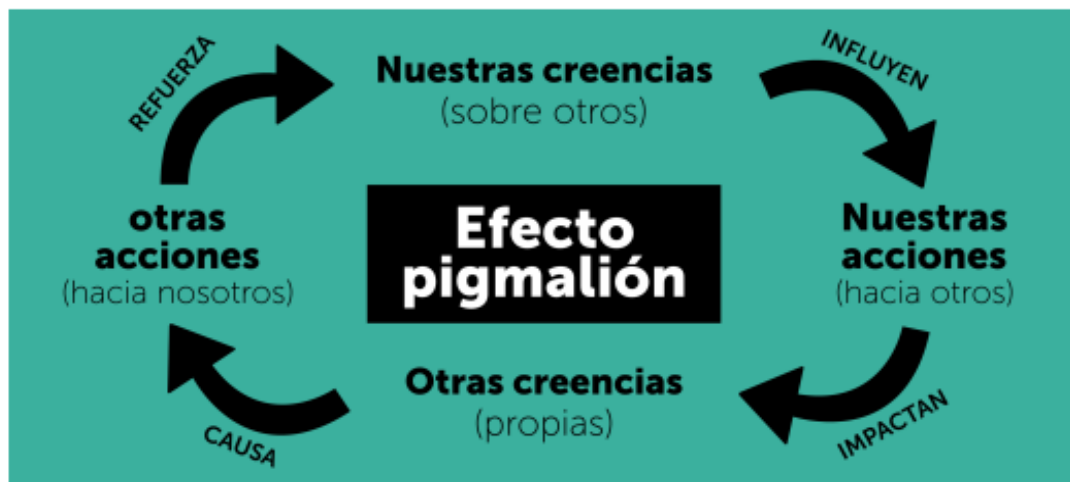 Nuestras creencias
(sobre otros)
INFLUYEN
Nuestras
acciones
(hacia otros)
IMPACTAN
Otras creencias
(propias)
CAUSA
otras
acciones
(hacia nosotros)
REFUERZA
Efecto
pigmalión